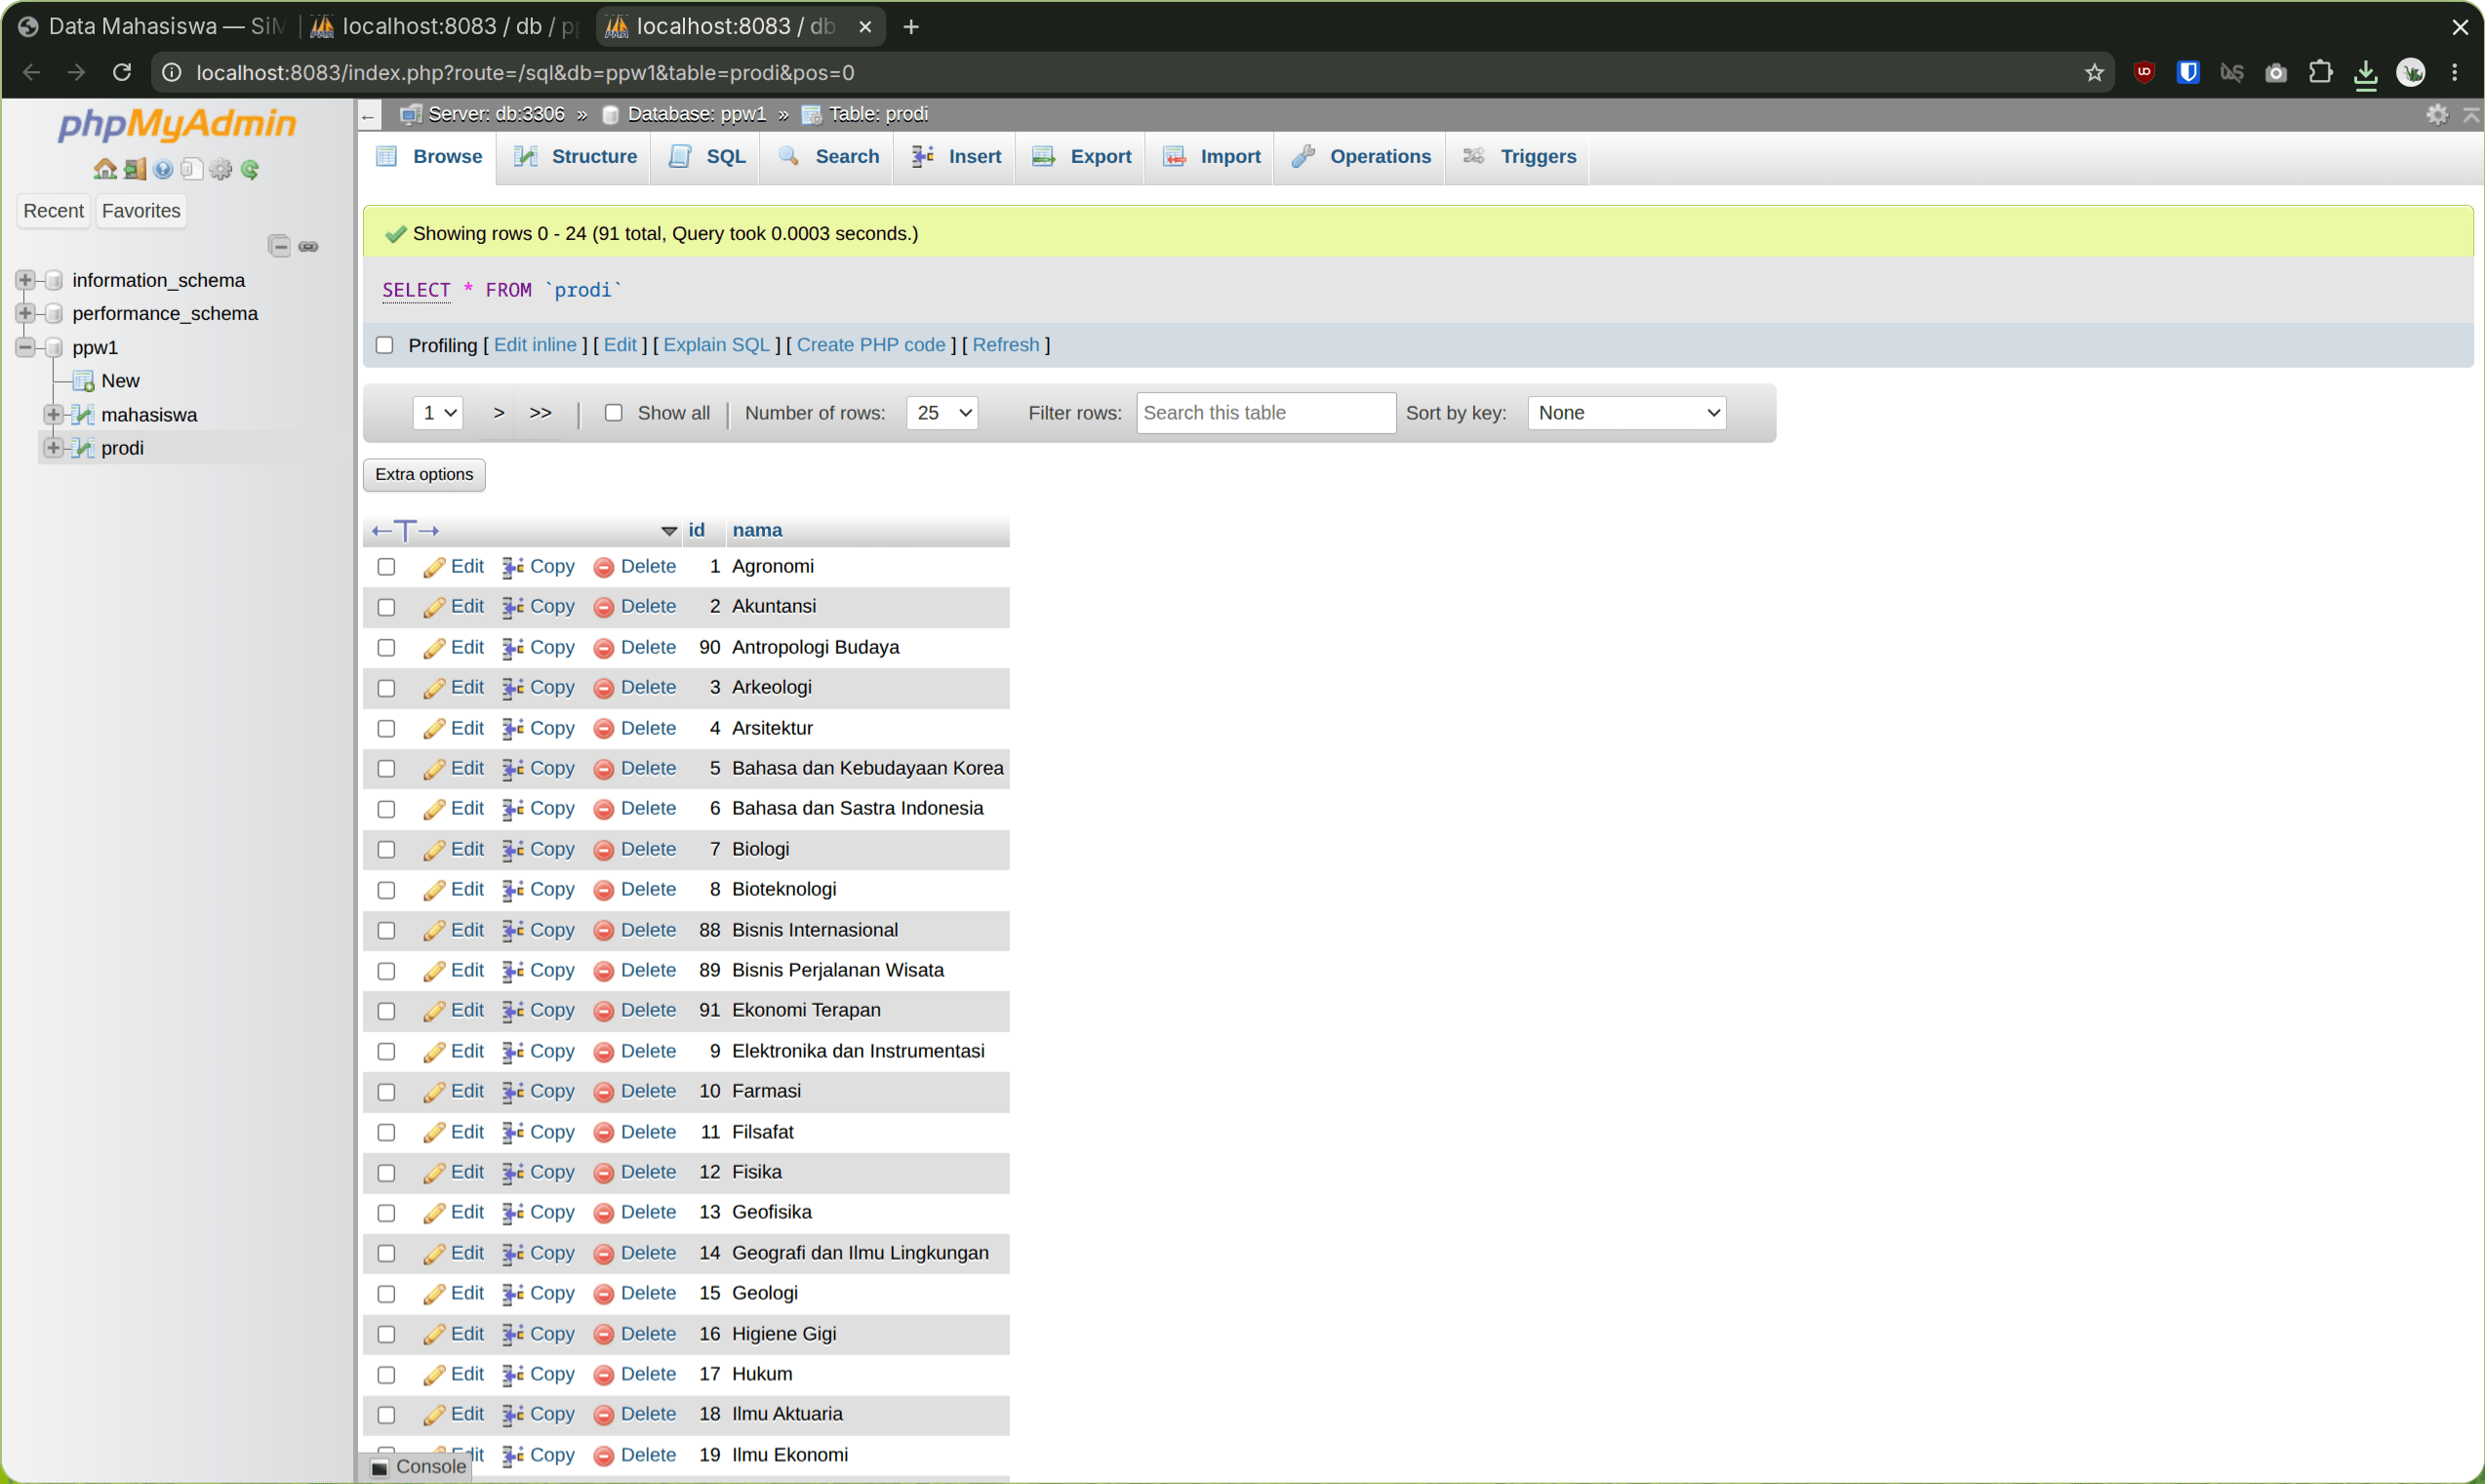 Data Mahasiswa — SiM
localhost:8083 / db / pp
localhost:8083 / db
localhost:8083/index.php?route=/sql&db=ppw1&table=prodi&pos=0
phpMyAdmin
Recent Favorites
information_schema
performance_schema
ppw1
New
mahasiswa
prodi
Server: db:3306 » Database: ppw1 » Table: prodi
Browse Structure SQL Search Insert Export Import Operations Triggers
Showing rows 0 - 24 (91 total, Query took 0.0003 seconds.)
SELECT * FROM `prodi`
Profiling [ Edit inline ] [ Edit ] [ Explain SQL ] [ Create PHP code ] [ Refresh ]
1 > >> | Show all | Number of rows: 25 Filter rows: Search this table Sort by key: None
Extra options
←T→ id nama
Edit Copy Delete 1 Agronomi
Edit Copy Delete 2 Akuntansi
Edit Copy Delete 90 Antropologi Budaya
Edit Copy Delete 3 Arkeologi
Edit Copy Delete 4 Arsitektur
Edit Copy Delete 5 Bahasa dan Kebudayaan Korea
Edit Copy Delete 6 Bahasa dan Sastra Indonesia
Edit Copy Delete 7 Biologi
Edit Copy Delete 8 Bioteknologi
Edit Copy Delete 88 Bisnis Internasional
Edit Copy Delete 89 Bisnis Perjalanan Wisata
Edit Copy Delete 91 Ekonomi Terapan
Edit Copy Delete 9 Elektronika dan Instrumentasi
Edit Copy Delete 10 Farmasi
Edit Copy Delete 11 Filsafat
Edit Copy Delete 12 Fisika
Edit Copy Delete 13 Geofisika
Edit Copy Delete 14 Geografi dan Ilmu Lingkungan
Edit Copy Delete 15 Geologi
Edit Copy Delete 16 Higiene Gigi
Edit Copy Delete 17 Hukum
Edit Copy Delete 18 Ilmu Aktuaria
Edit Copy Delete 19 Ilmu Ekonomi
Console